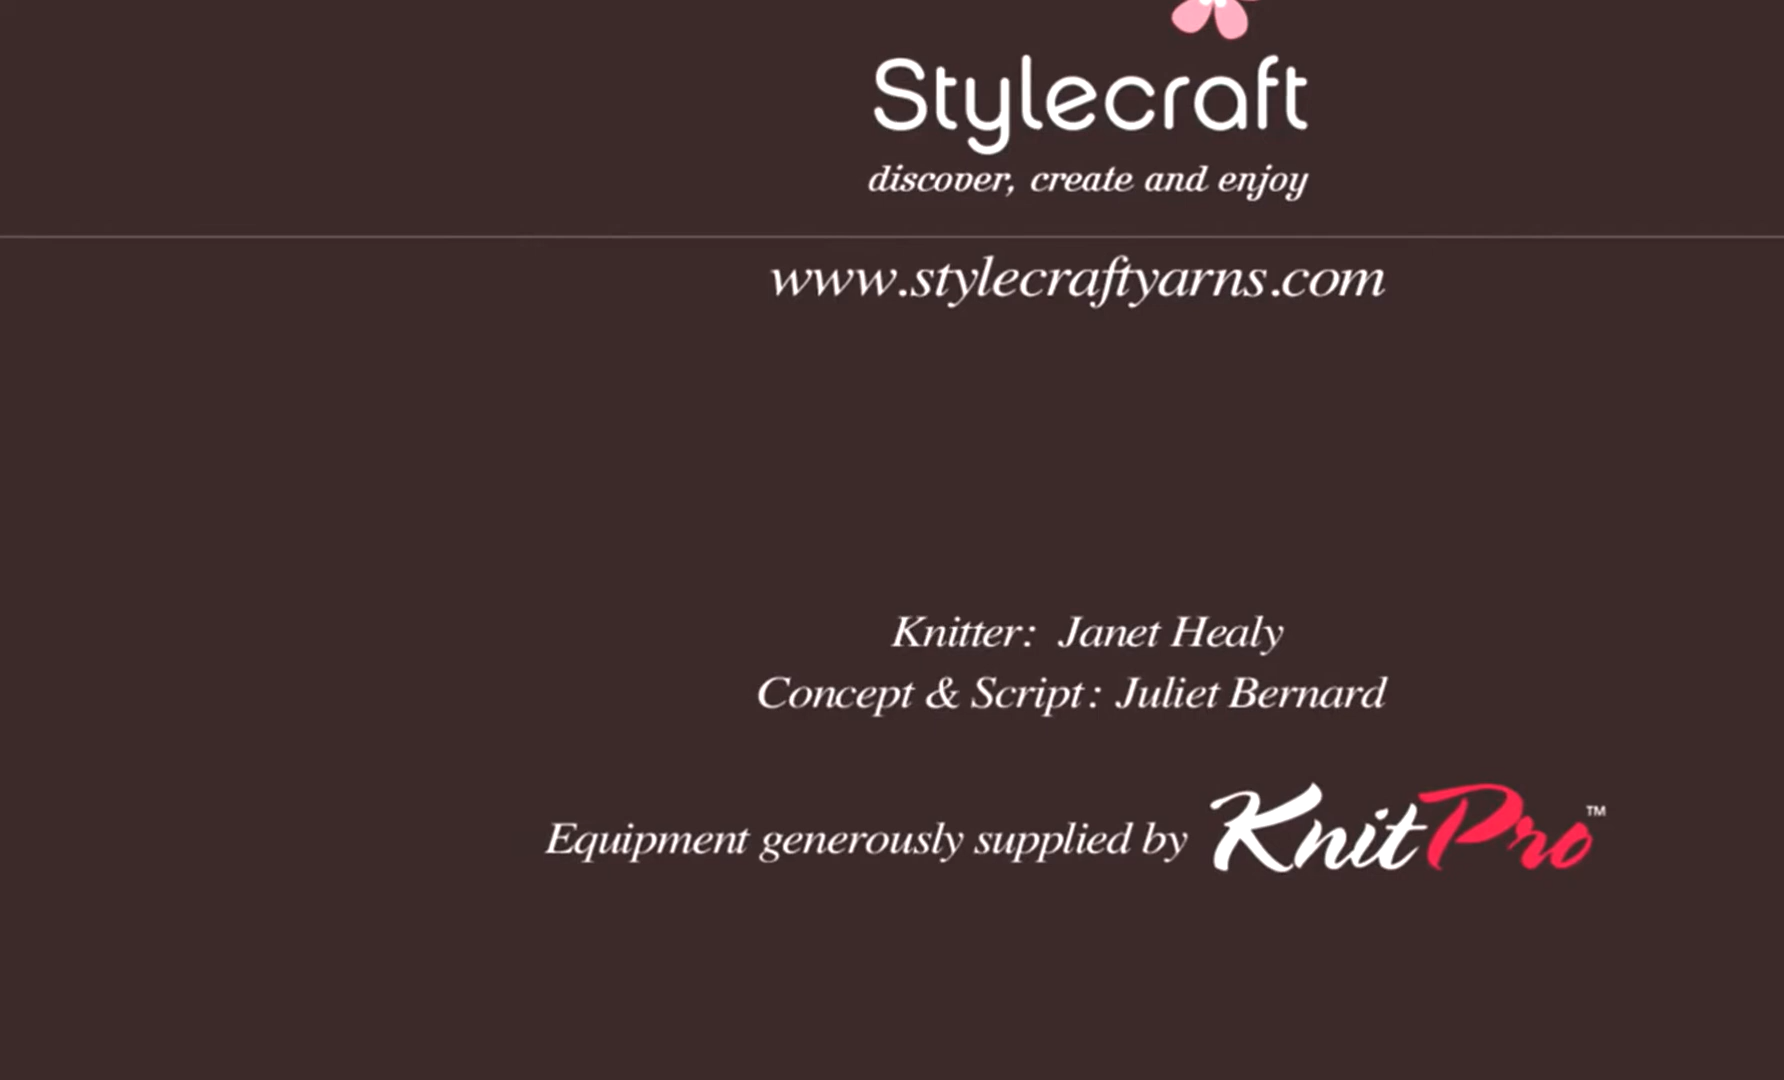 Stylecraft
discover, create and enjoy
www.stylecraftyarns.com
Knitter: Janet Healy
Concept & Script: Juliet Bernard
Equipment generously supplied by KnitPro™